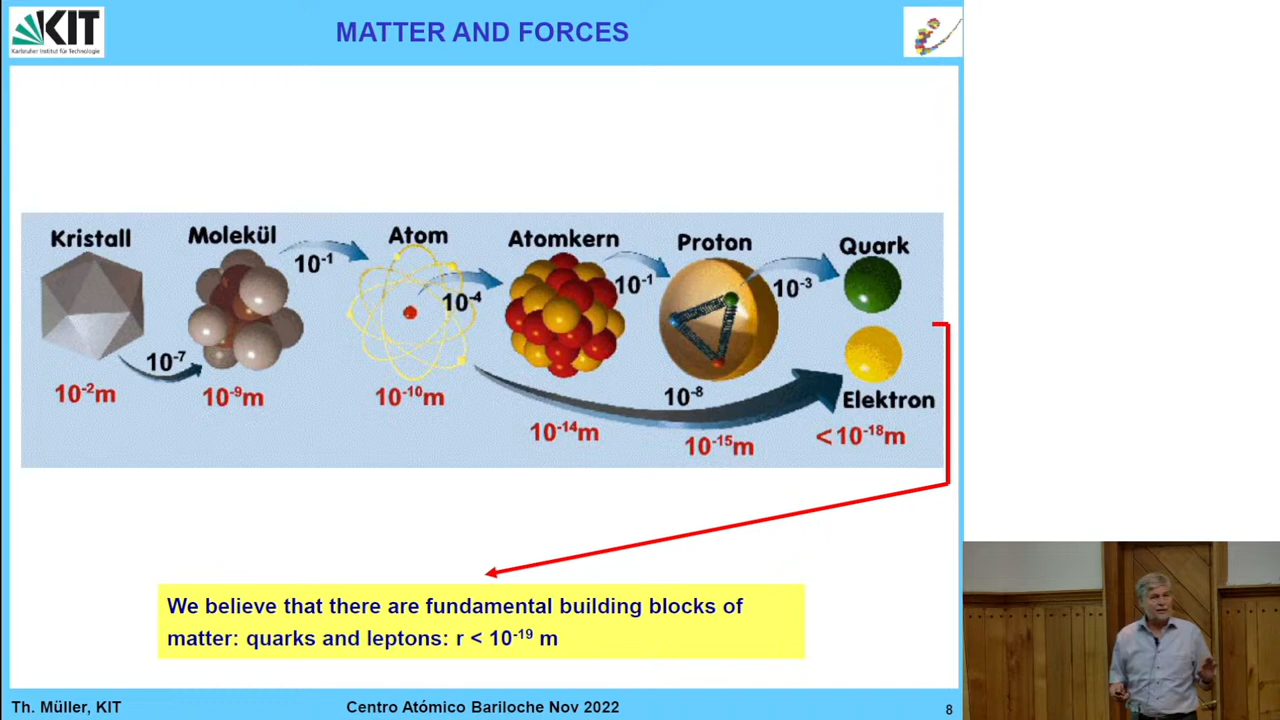 KIT
Karlsruher Institut für Technologie
MATTER AND FORCES
Kristall
Molekül
Atom
Atomkern
Proton
Quark
10⁻¹
10⁻⁴
10⁻¹
10⁻³
10⁻⁷
10⁻⁸
Elektron
10⁻²m
10⁻⁹m
10⁻¹⁰m
10⁻¹⁴m
10⁻¹⁵m
<10⁻¹⁸m
We believe that there are fundamental building blocks of
matter: quarks and leptons: r < 10⁻¹⁹ m
Th. Müller, KIT
Centro Atómico Bariloche Nov 2022
8